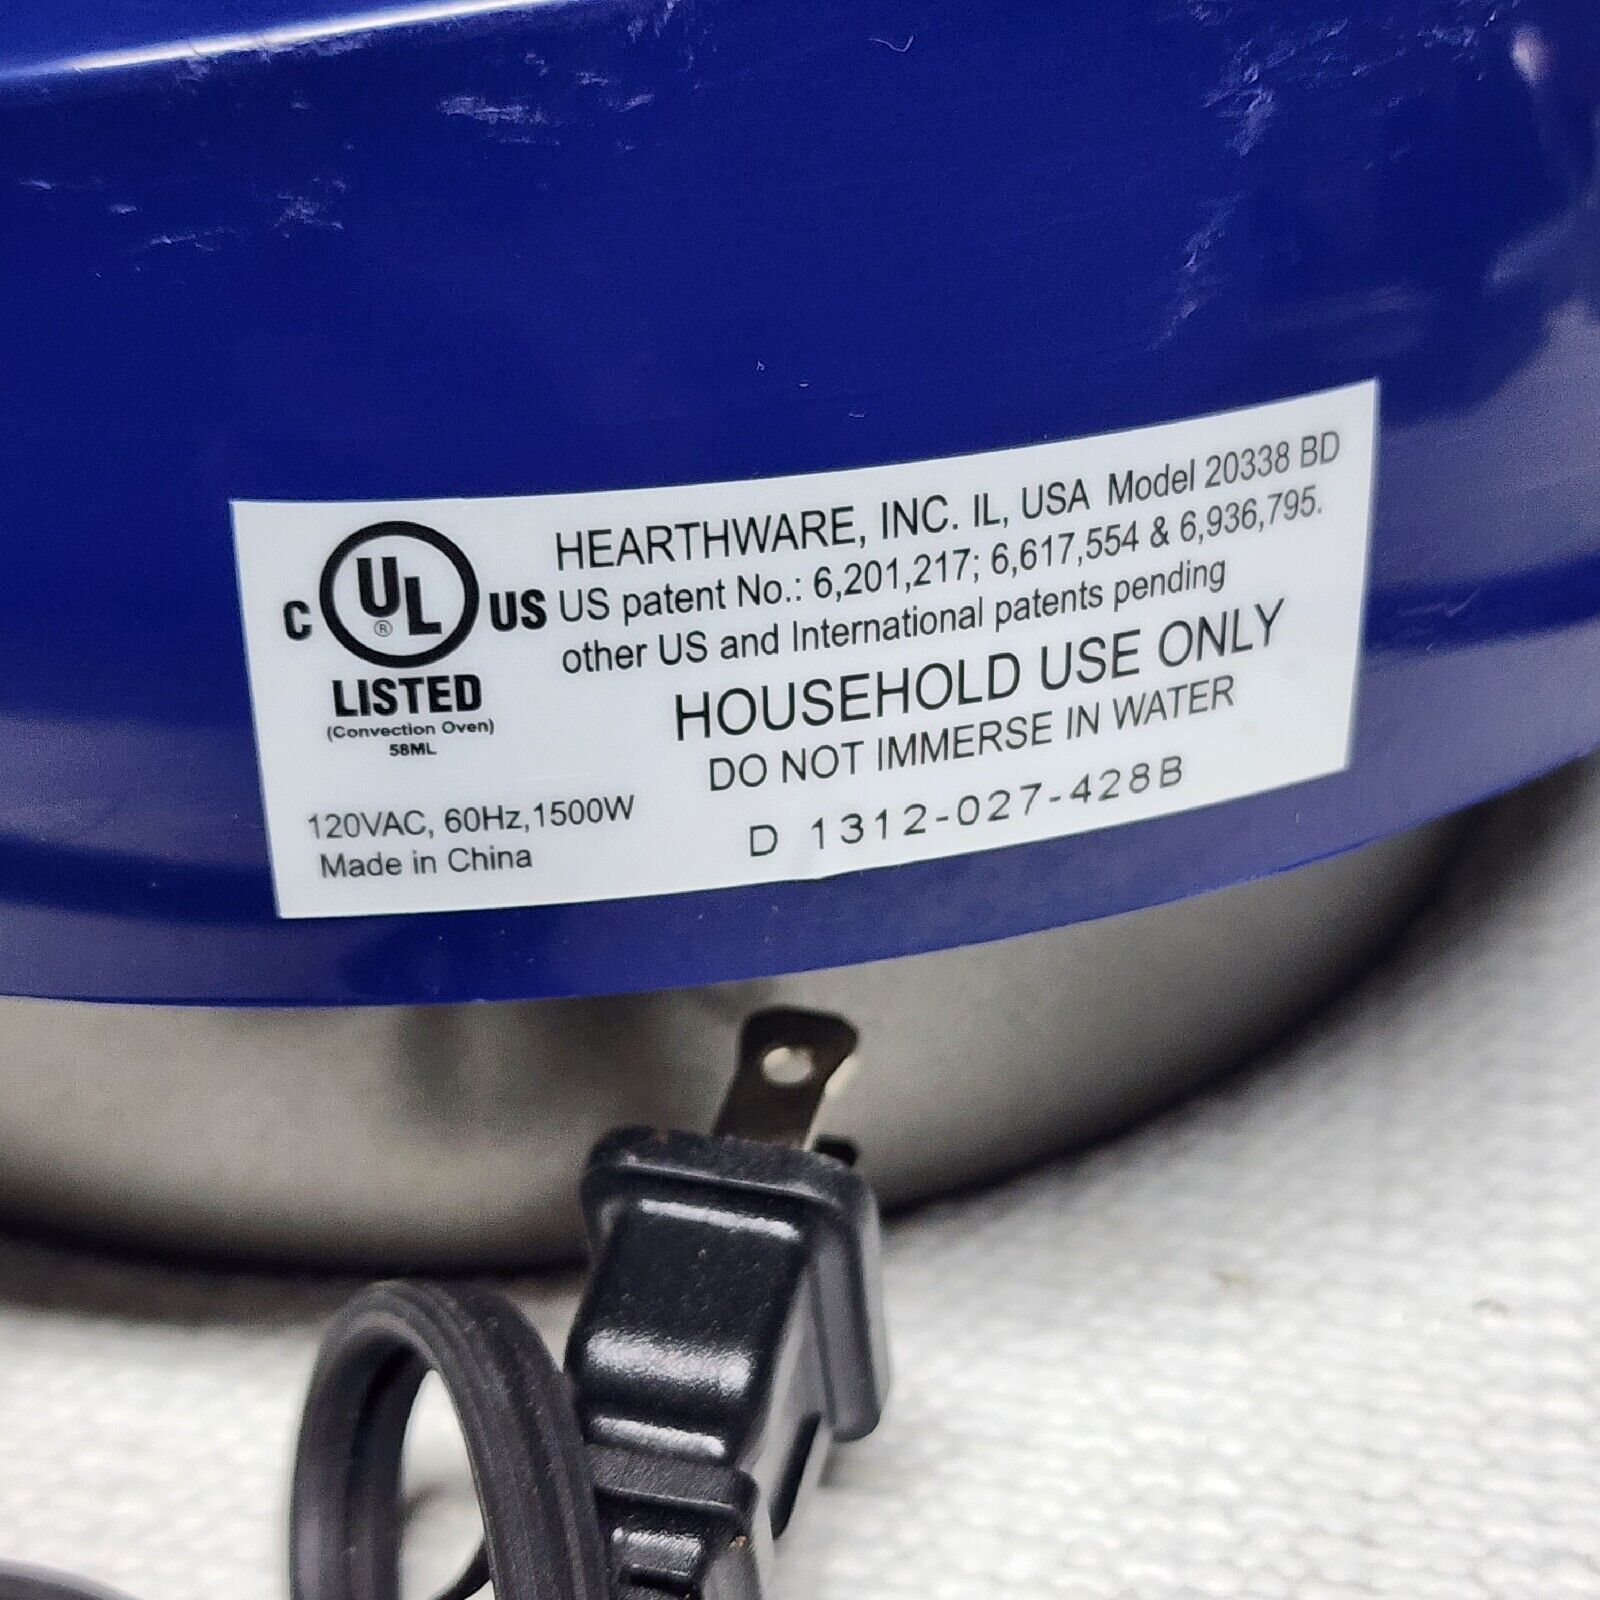 C UL ® US
LISTED
(Convection Oven)
58ML
120VAC, 60Hz,1500W
Made in China
HEARTHWARE, INC. IL, USA Model 20338 BD
US patent No.: 6,201,217; 6,617,554 & 6,936,795.
other US and International patents pending
HOUSEHOLD USE ONLY
DO NOT IMMERSE IN WATER
D 1312-027-428B